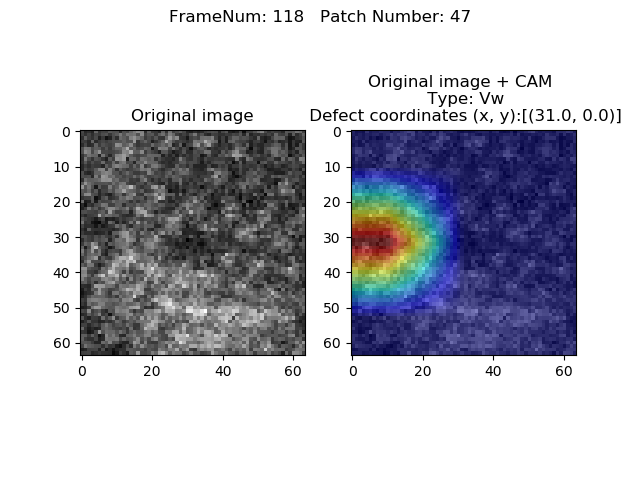 FrameNum: 118   Patch Number: 47
Original image
0
10
20
30
40
50
60
0 20 40 60
Original image + CAM
Type: Vw
Defect coordinates (x, y):[(31.0, 0.0)]
0
10
20
30
40
50
60
0 20 40 60